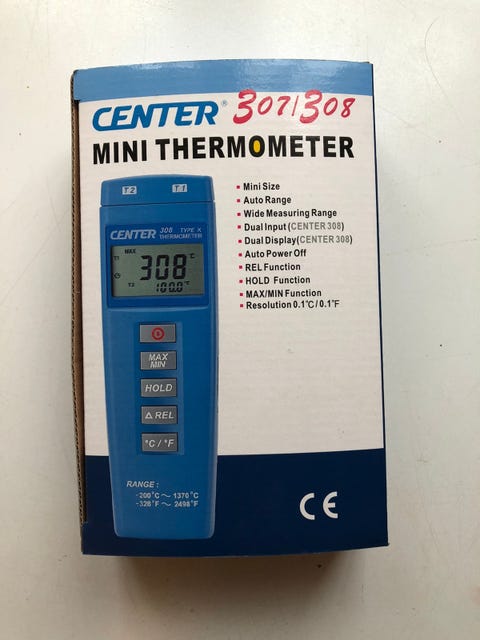 CENTER® 307/308
MINI THERMOMETER
T2 T1
CENTER 308 TYPE K
THERMOMETER
MAX
T1 308 °C
T2 100.0 °F
MAX
MIN
HOLD
△ REL
°C / °F
RANGE :
-200°C ~ 1370°C
-328°F ~ 2498°F
▪ Mini Size
▪ Auto Range
▪ Wide Measuring Range
▪ Dual Input (CENTER 308)
▪ Dual Display(CENTER 308)
▪ Auto Power Off
▪ REL Function
▪ HOLD Function
▪ MAX/MIN Function
▪ Resolution 0.1℃/0.1℉
CE